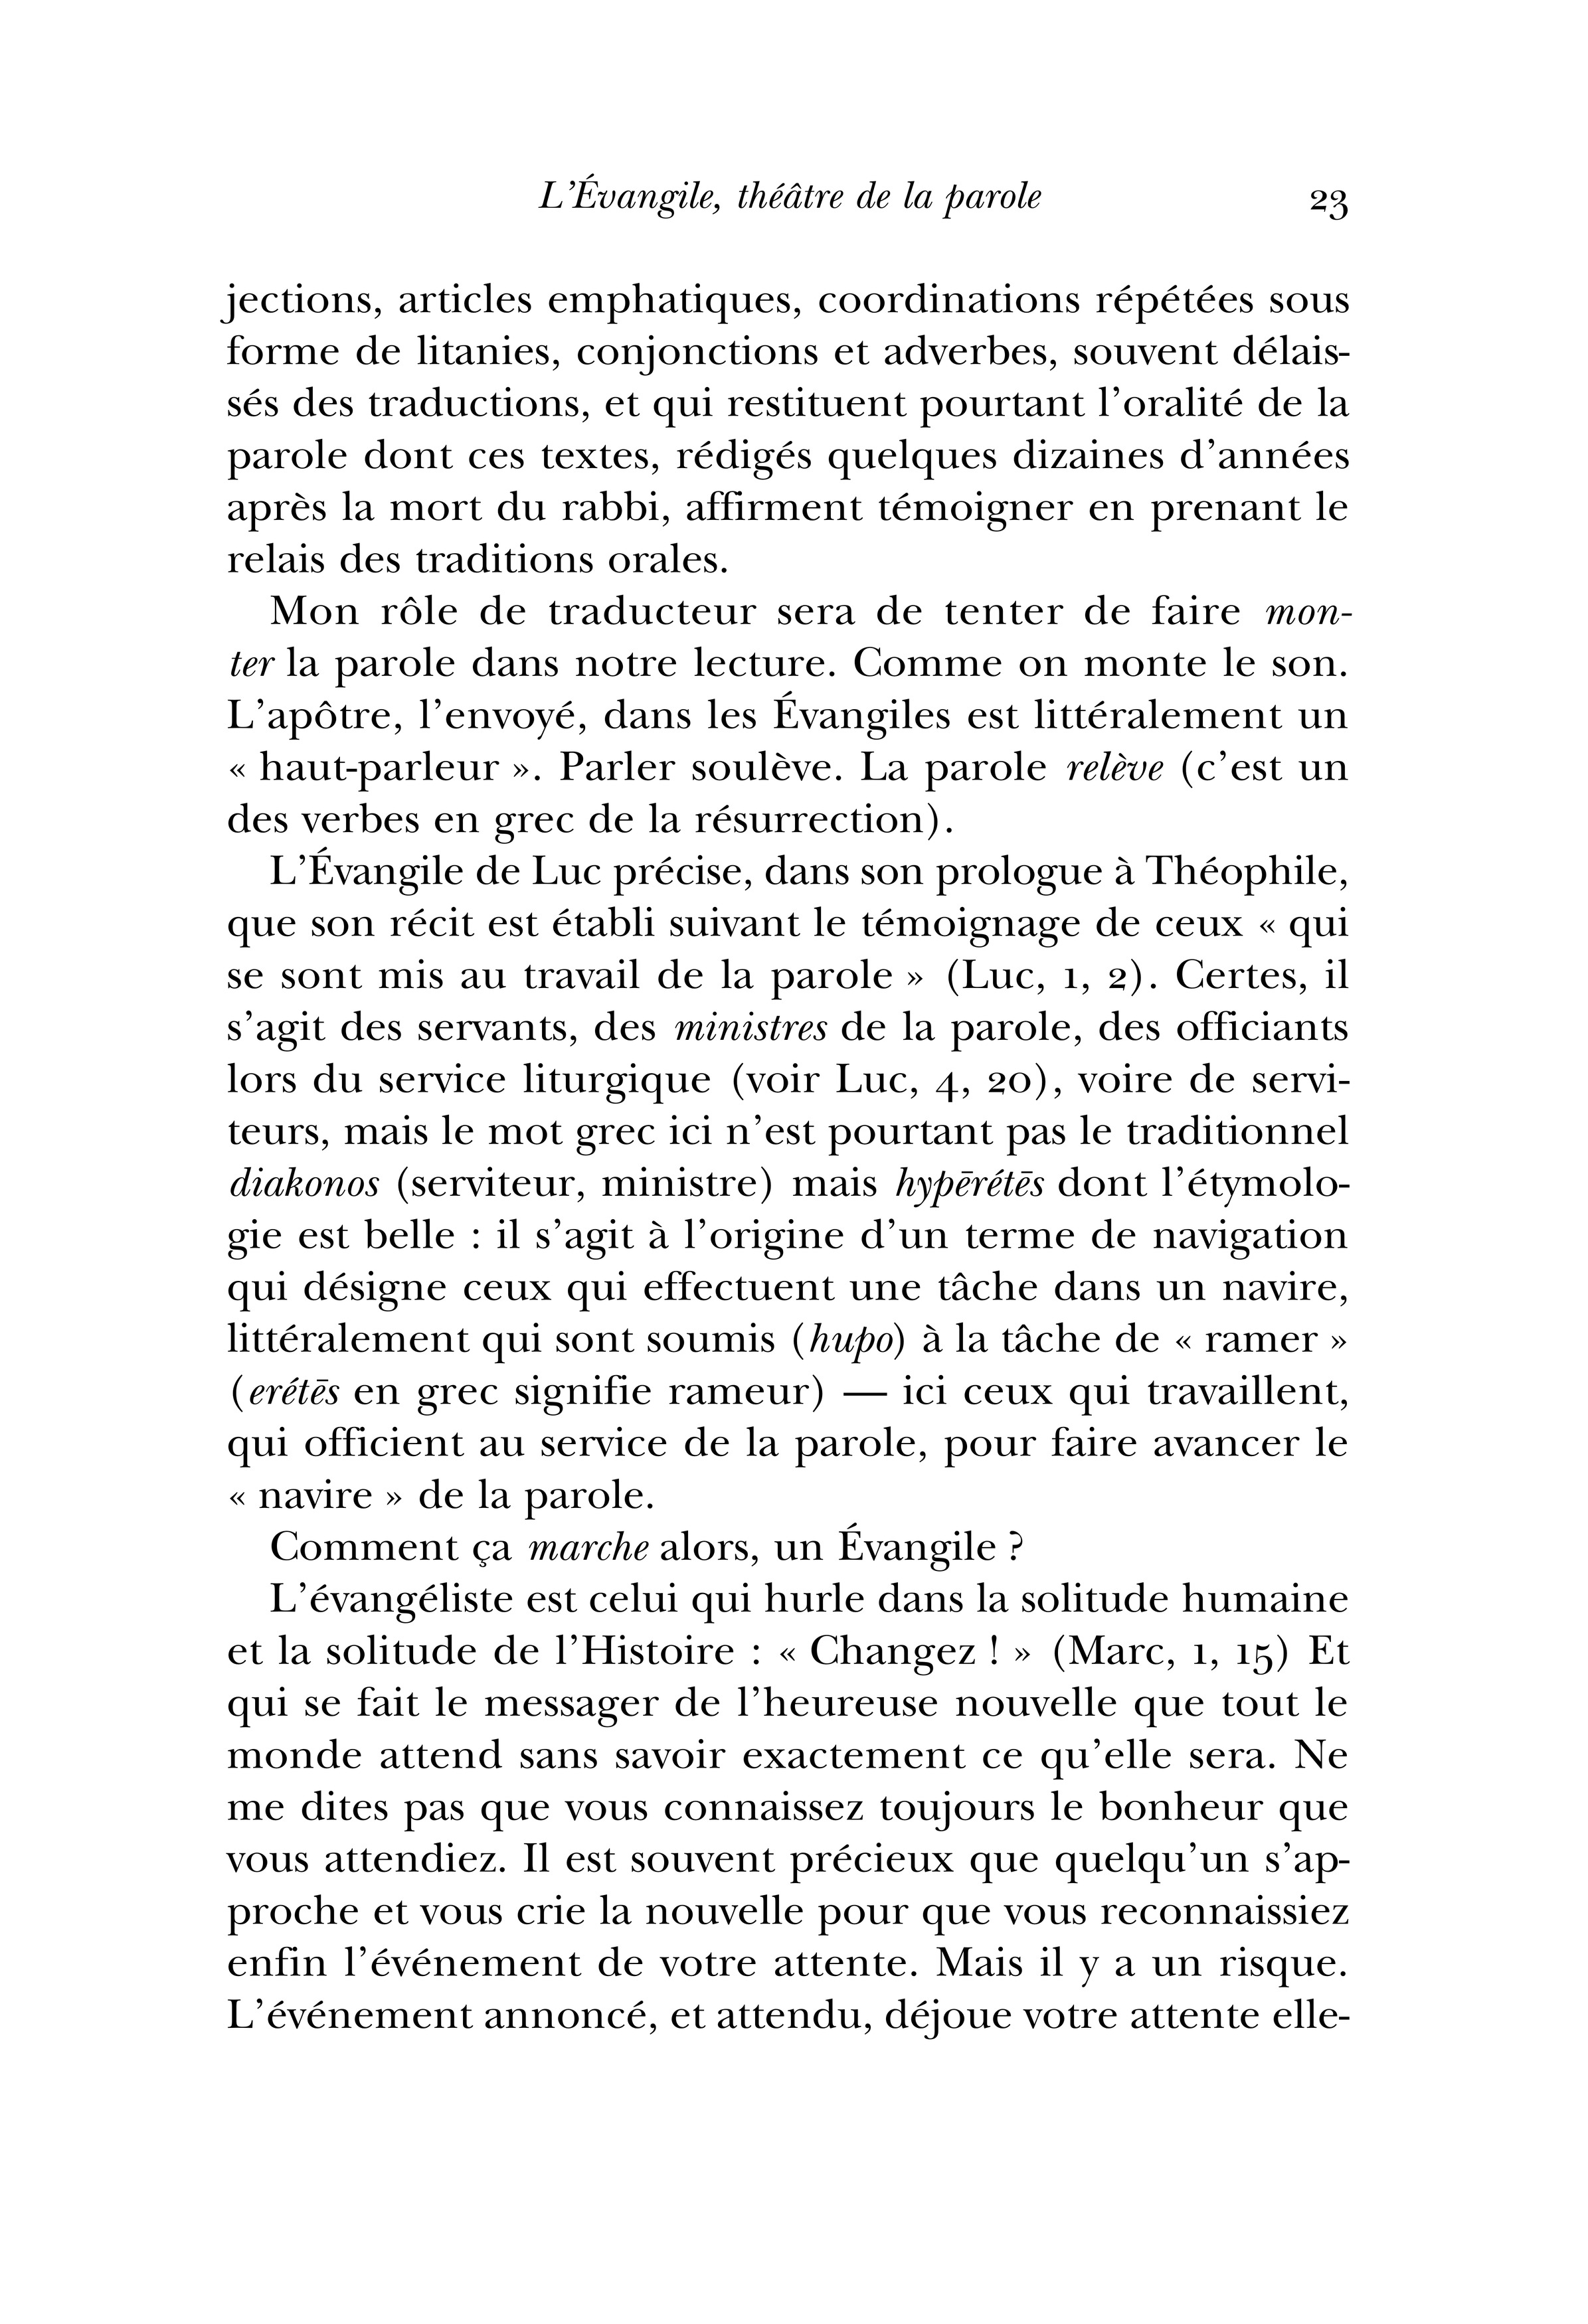 L’Évangile, théâtre de la parole 23
jections, articles emphatiques, coordinations répétées sous
forme de litanies, conjonctions et adverbes, souvent délais-
sés des traductions, et qui restituent pourtant l’oralité de la
parole dont ces textes, rédigés quelques dizaines d’années
après la mort du rabbi, affirment témoigner en prenant le
relais des traditions orales.
Mon rôle de traducteur sera de tenter de faire mon-
ter la parole dans notre lecture. Comme on monte le son.
L’apôtre, l’envoyé, dans les Évangiles est littéralement un
« haut-parleur ». Parler soulève. La parole relève (c’est un
des verbes en grec de la résurrection).
L’Évangile de Luc précise, dans son prologue à Théophile,
que son récit est établi suivant le témoignage de ceux « qui
se sont mis au travail de la parole » (Luc, 1, 2). Certes, il
s’agit des servants, des ministres de la parole, des officiants
lors du service liturgique (voir Luc, 4, 20), voire de servi-
teurs, mais le mot grec ici n’est pourtant pas le traditionnel
diakonos (serviteur, ministre) mais hypērétēs dont l’étymolo-
gie est belle : il s’agit à l’origine d’un terme de navigation
qui désigne ceux qui effectuent une tâche dans un navire,
littéralement qui sont soumis (hupo) à la tâche de « ramer »
(erétēs en grec signifie rameur) — ici ceux qui travaillent,
qui officient au service de la parole, pour faire avancer le
« navire » de la parole.
Comment ça marche alors, un Évangile ?
L’évangéliste est celui qui hurle dans la solitude humaine
et la solitude de l’Histoire : « Changez ! » (Marc, 1, 15) Et
qui se fait le messager de l’heureuse nouvelle que tout le
monde attend sans savoir exactement ce qu’elle sera. Ne
me dites pas que vous connaissez toujours le bonheur que
vous attendiez. Il est souvent précieux que quelqu’un s’ap-
proche et vous crie la nouvelle pour que vous reconnaissiez
enfin l’événement de votre attente. Mais il y a un risque.
L’événement annoncé, et attendu, déjoue votre attente elle-